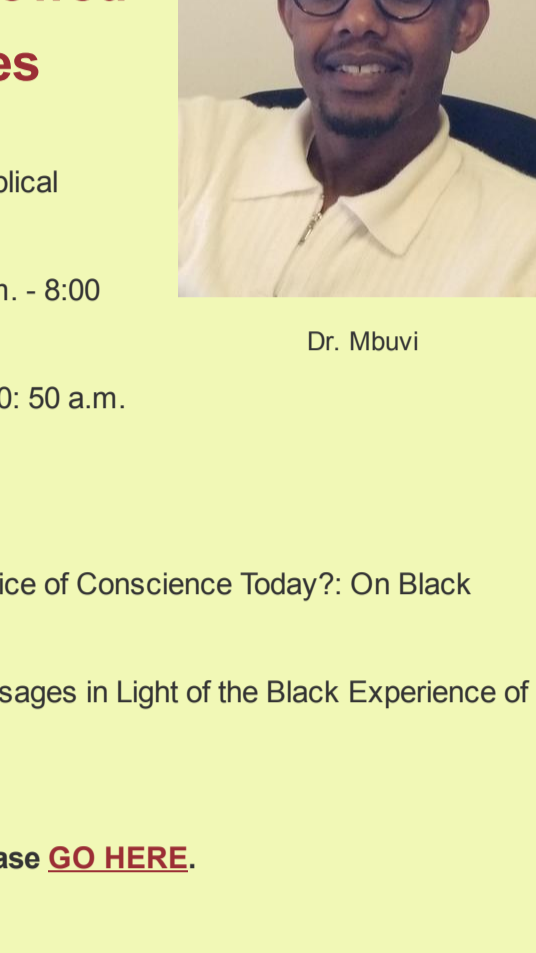 es
olical
m. - 8:00
Dr. Mbuvi
0: 50 a.m.
ice of Conscience Today?: On Black
sages in Light of the Black Experience of
ase GO HERE.